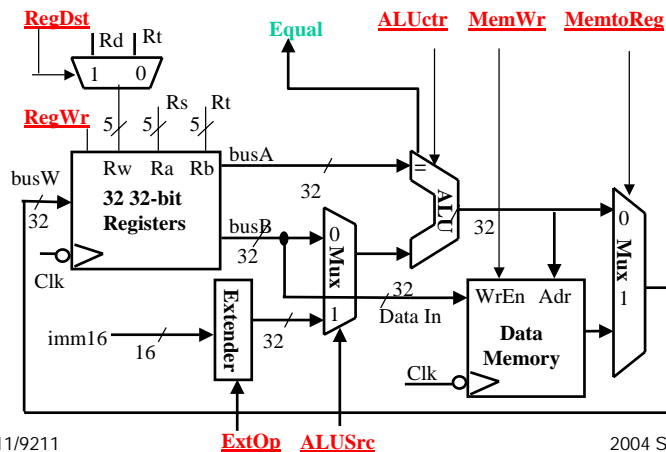 RegDst
Rd Rt
1 0
Equal
ALUctr
MemWr
MemtoReg
RegWr
5
Rs
5
Rt
5
busW
32
Rw Ra Rb
32 32-bit
Registers
Clk
busA
32
busB
32
0
Mux
1
=
ALU
32
0
Mux
1
imm16
16
Extender
32
32
Data In
WrEn Adr
Data
Memory
Clk
ExtOp
ALUSrc
11/9211
2004 S